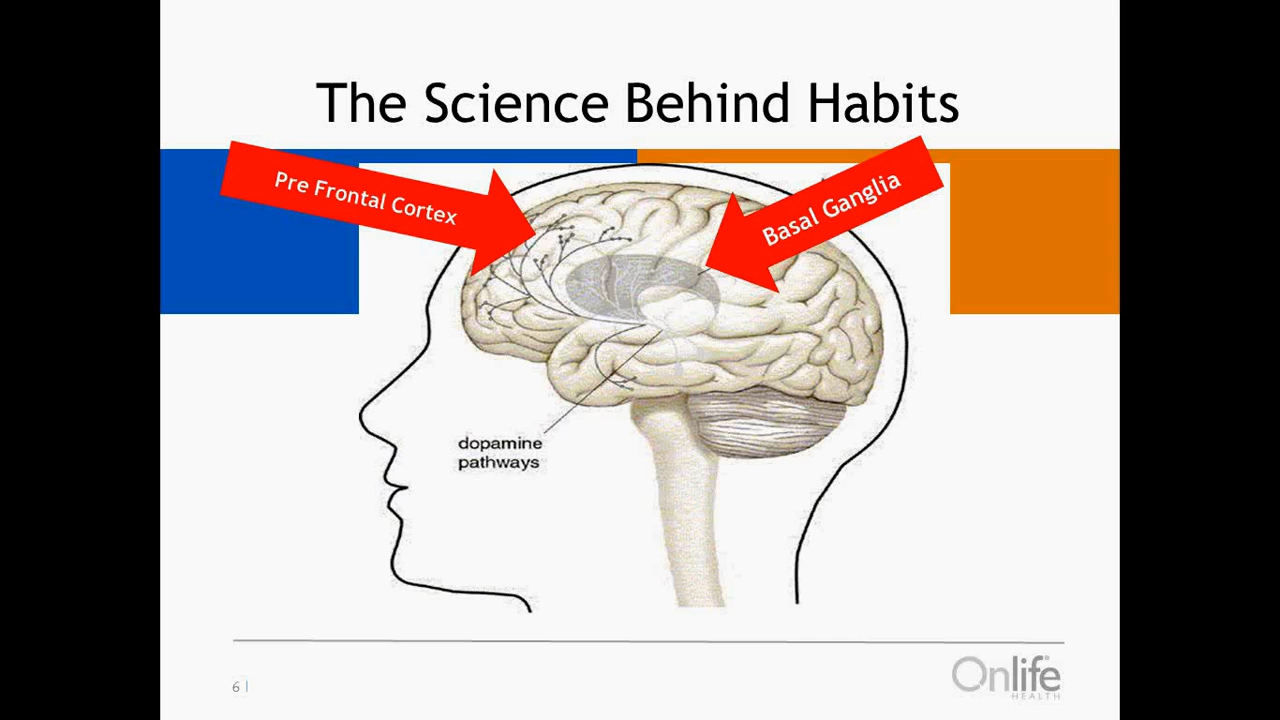 The Science Behind Habits
Pre Frontal Cortex
Basal Ganglia
dopamine
pathways
6 |
Onlife
HEALTH